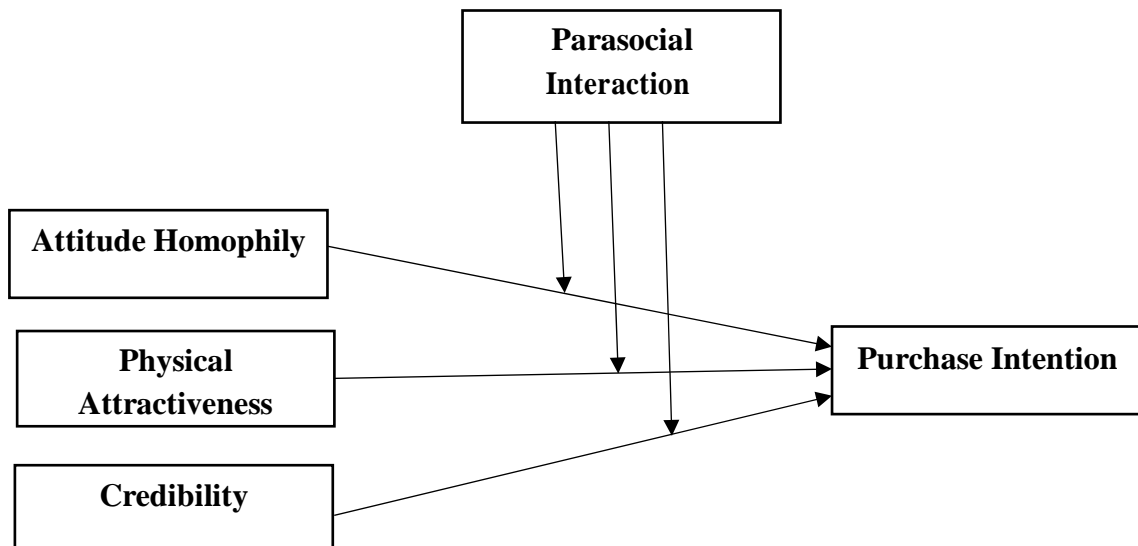 Parasocial
Interaction
Attitude Homophily
Physical
Attractiveness
Purchase Intention
Credibility